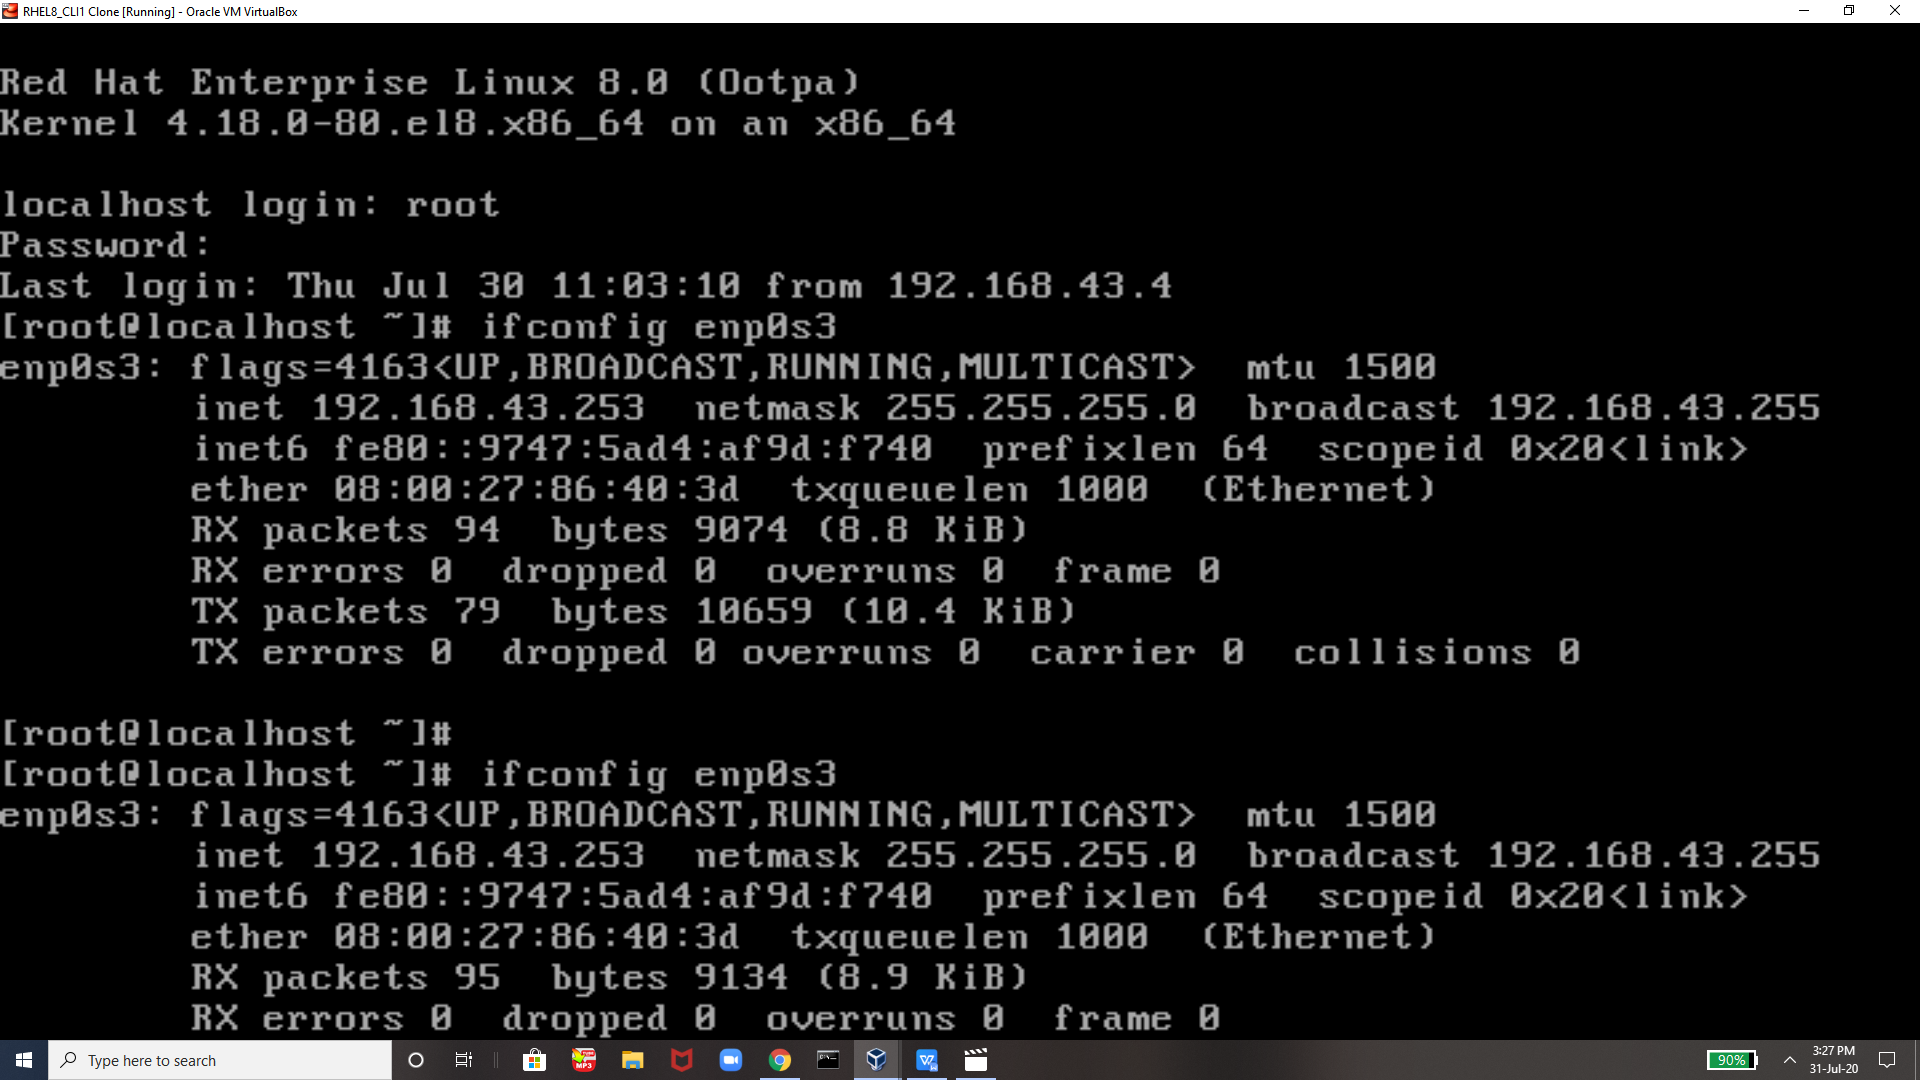 RHEL8_CLI1 Clone [Running] - Oracle VM VirtualBox
Red Hat Enterprise Linux 8.0 (Ootpa)
Kernel 4.18.0-80.el8.x86_64 on an x86_64
localhost login: root
Password:
Last login: Thu Jul 30 11:03:10 from 192.168.43.4
[root@localhost ~]# ifconfig enp0s3
enp0s3: flags=4163<UP,BROADCAST,RUNNING,MULTICAST>  mtu 1500
        inet 192.168.43.253  netmask 255.255.255.0  broadcast 192.168.43.255
        inet6 fe80::9747:5ad4:af9d:f740  prefixlen 64  scopeid 0x20<link>
        ether 08:00:27:86:40:3d  txqueuelen 1000  (Ethernet)
        RX packets 94  bytes 9074 (8.8 KiB)
        RX errors 0  dropped 0  overruns 0  frame 0
        TX packets 79  bytes 10659 (10.4 KiB)
        TX errors 0  dropped 0 overruns 0  carrier 0  collisions 0
[root@localhost ~]#
[root@localhost ~]# ifconfig enp0s3
enp0s3: flags=4163<UP,BROADCAST,RUNNING,MULTICAST>  mtu 1500
        inet 192.168.43.253  netmask 255.255.255.0  broadcast 192.168.43.255
        inet6 fe80::9747:5ad4:af9d:f740  prefixlen 64  scopeid 0x20<link>
        ether 08:00:27:86:40:3d  txqueuelen 1000  (Ethernet)
        RX packets 95  bytes 9134 (8.9 KiB)
        RX errors 0  dropped 0  overruns 0  frame 0
Type here to search
MP3
90%
3:27 PM
31-Jul-20